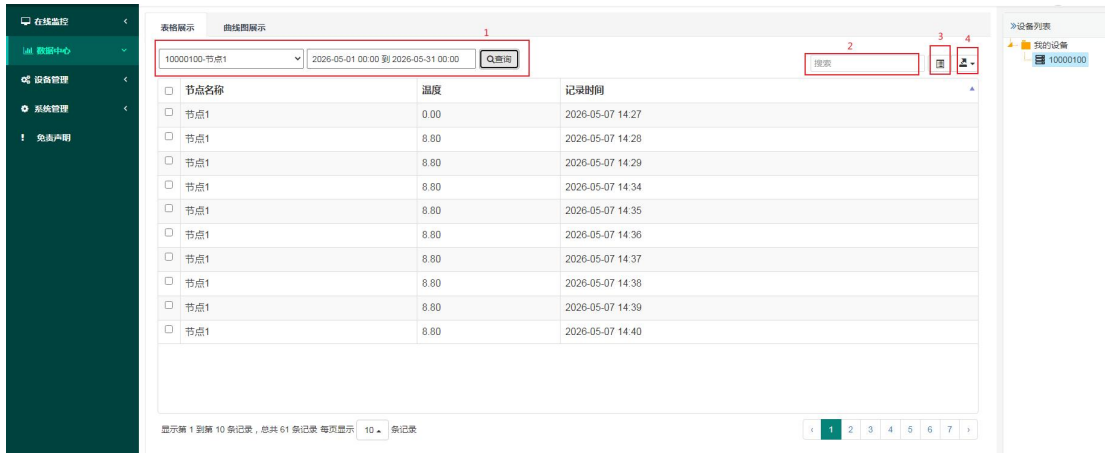 在线监控
数据中心
设备管理
系统管理
免责声明
表格展示 曲线图展示
1
10000100-节点1 2026-05-01 00:00 到 2026-05-31 00:00 查询
2
搜索
3
4
节点名称 温度 记录时间
节点1 0.00 2026-05-07 14:27
节点1 8.80 2026-05-07 14:28
节点1 8.80 2026-05-07 14:29
节点1 8.80 2026-05-07 14:34
节点1 8.80 2026-05-07 14:35
节点1 8.80 2026-05-07 14:36
节点1 8.80 2026-05-07 14:37
节点1 8.80 2026-05-07 14:38
节点1 8.80 2026-05-07 14:39
节点1 8.80 2026-05-07 14:40
显示第 1 到第 10 条记录，总共 61 条记录 每页显示 10 条记录
‹ 1 2 3 4 5 6 7 ›
»设备列表
我的设备
10000100